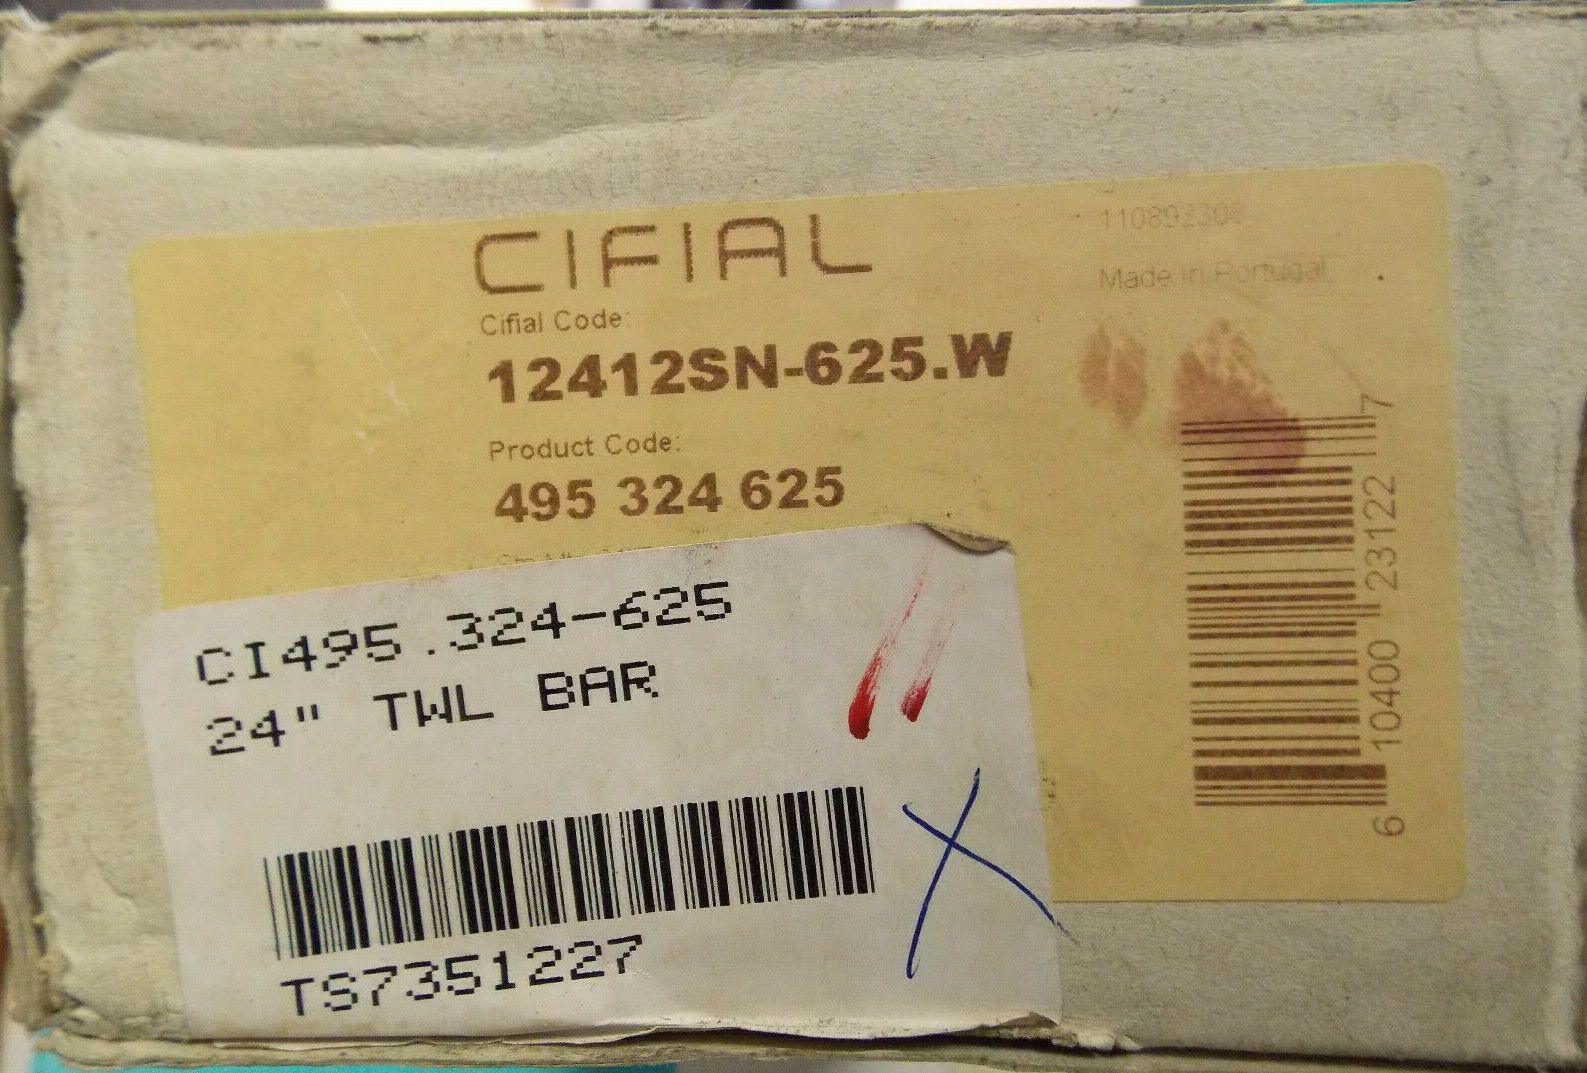 CIFIAL
110892308
Made in Portugal
Cifial Code:
12412SN-625.W
Product Code:
495 324 625
6 10400 23122 7
CI495.324-625
24" TWL BAR
X
TS7351227